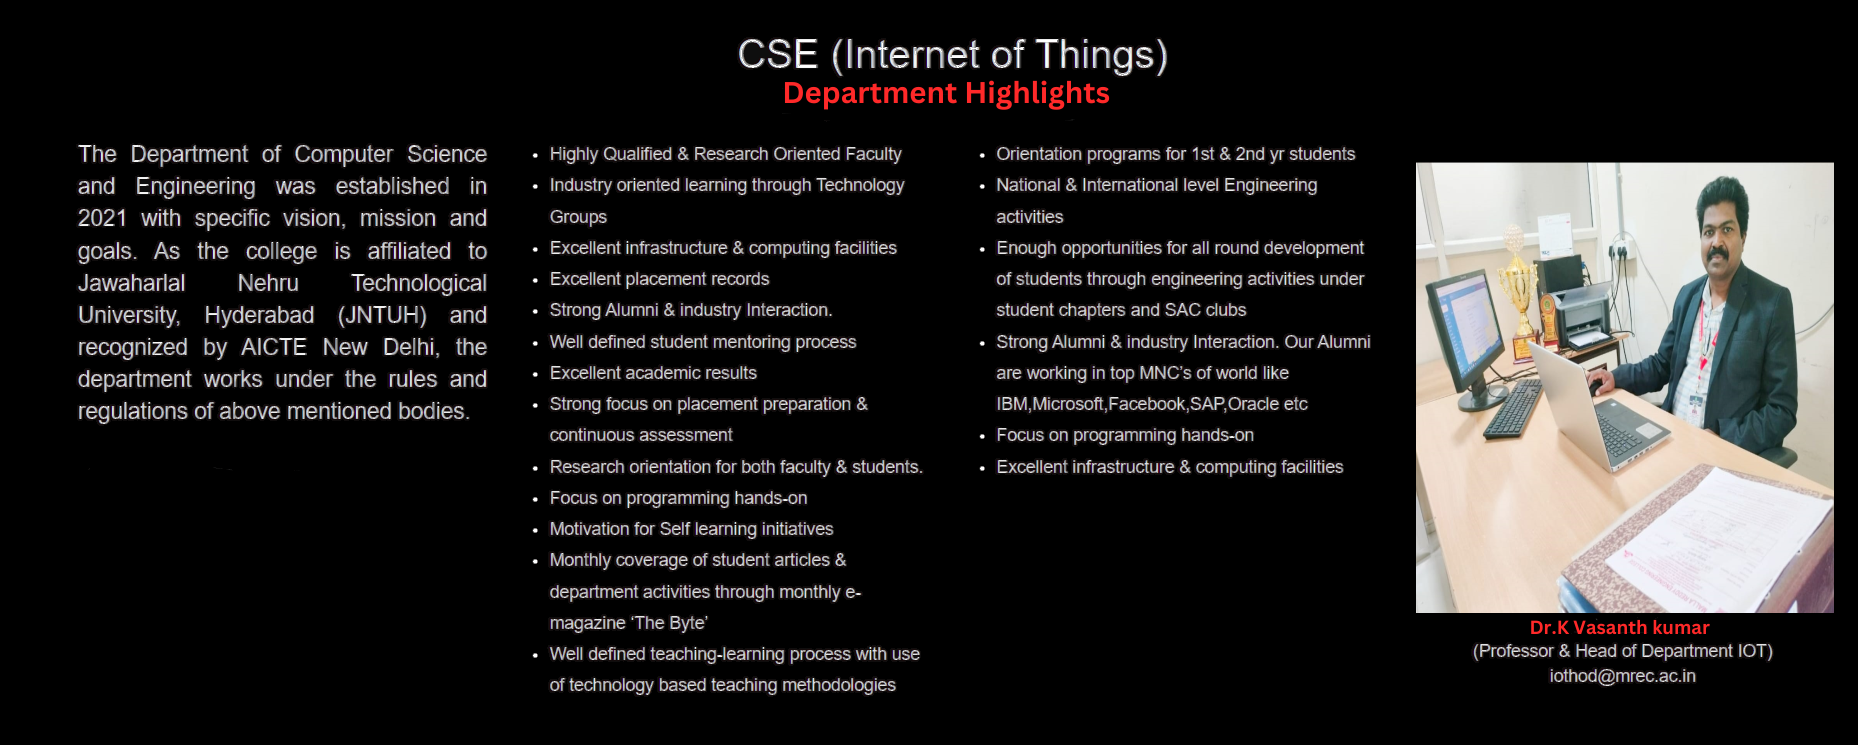 CSE (Internet of Things)
Department Highlights
The Department of Computer Science
and Engineering was established in
2021 with specific vision, mission and
goals. As the college is affiliated to
Jawaharlal Nehru Technological
University, Hyderabad (JNTUH) and
recognized by AICTE New Delhi, the
department works under the rules and
regulations of above mentioned bodies.
• Highly Qualified & Research Oriented Faculty
• Industry oriented learning through Technology
Groups
• Excellent infrastructure & computing facilities
• Excellent placement records
• Strong Alumni & industry Interaction.
• Well defined student mentoring process
• Excellent academic results
• Strong focus on placement preparation &
continuous assessment
• Research orientation for both faculty & students.
• Focus on programming hands-on
• Motivation for Self learning initiatives
• Monthly coverage of student articles &
department activities through monthly e-
magazine ‘The Byte’
• Well defined teaching-learning process with use
of technology based teaching methodologies
• Orientation programs for 1st & 2nd yr students
• National & International level Engineering
activities
• Enough opportunities for all round development
of students through engineering activities under
student chapters and SAC clubs
• Strong Alumni & industry Interaction. Our Alumni
are working in top MNC's of world like
IBM,Microsoft,Facebook,SAP,Oracle etc
• Focus on programming hands-on
• Excellent infrastructure & computing facilities
Dr.K Vasanth kumar
(Professor & Head of Department IOT)
iothod@mrec.ac.in